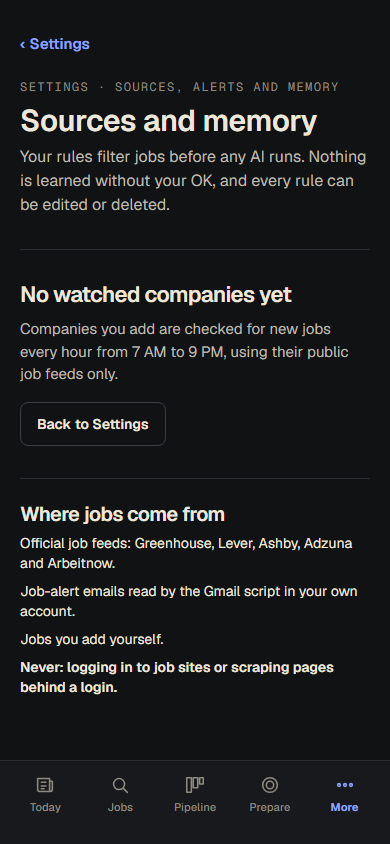 ‹ Settings
SETTINGS · SOURCES, ALERTS AND MEMORY
Sources and memory
Your rules filter jobs before any AI runs. Nothing
is learned without your OK, and every rule can
be edited or deleted.
No watched companies yet
Companies you add are checked for new jobs
every hour from 7 AM to 9 PM, using their public
job feeds only.
Back to Settings
Where jobs come from
Official job feeds: Greenhouse, Lever, Ashby, Adzuna
and Arbeitnow.
Job-alert emails read by the Gmail script in your own
account.
Jobs you add yourself.
Never: logging in to job sites or scraping pages
behind a login.
Today Jobs Pipeline Prepare More